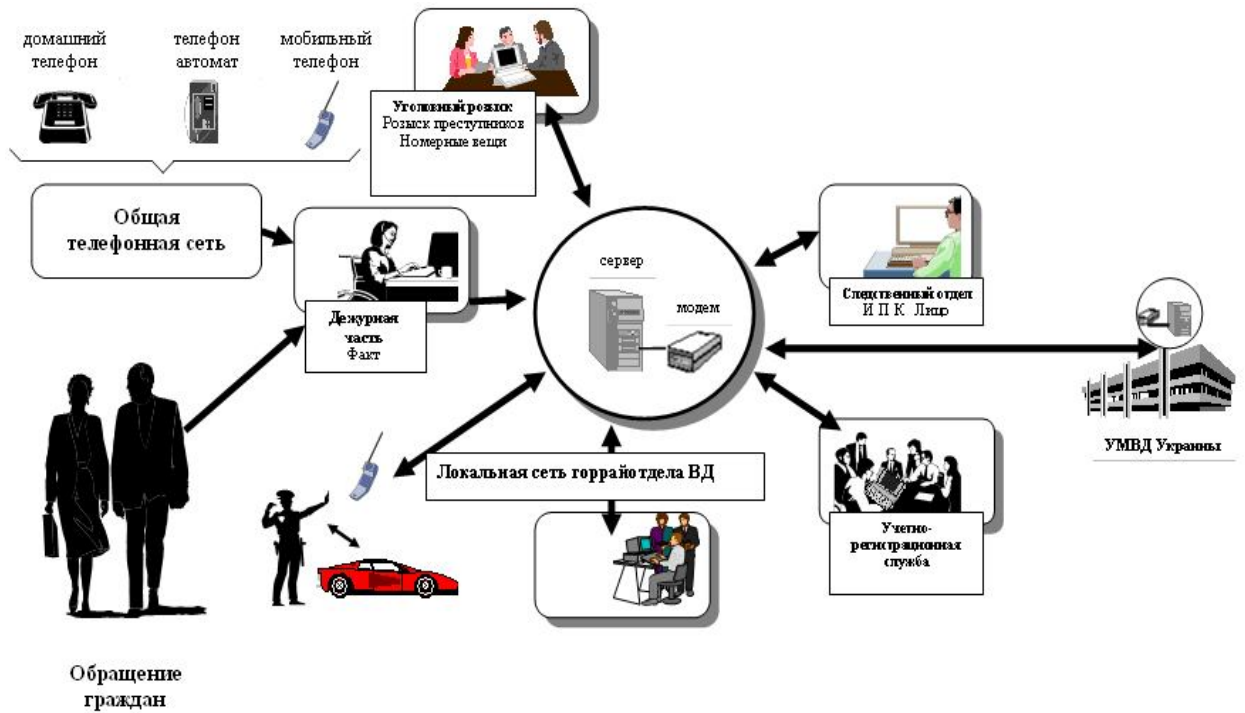 домашний
телефон
телефон
автомат
мобильный
телефон
Уголовный розыск
Розыск преступников
Номерные вещи
Общая
телефонная сеть
Дежурная
часть
Факт
сервер
модем
Следственный отдел
И П К Лицо
УМВД Украины
Локальная сеть горрайотдела ВД
Учетно-
регистрационная
служба
Обращение
граждан